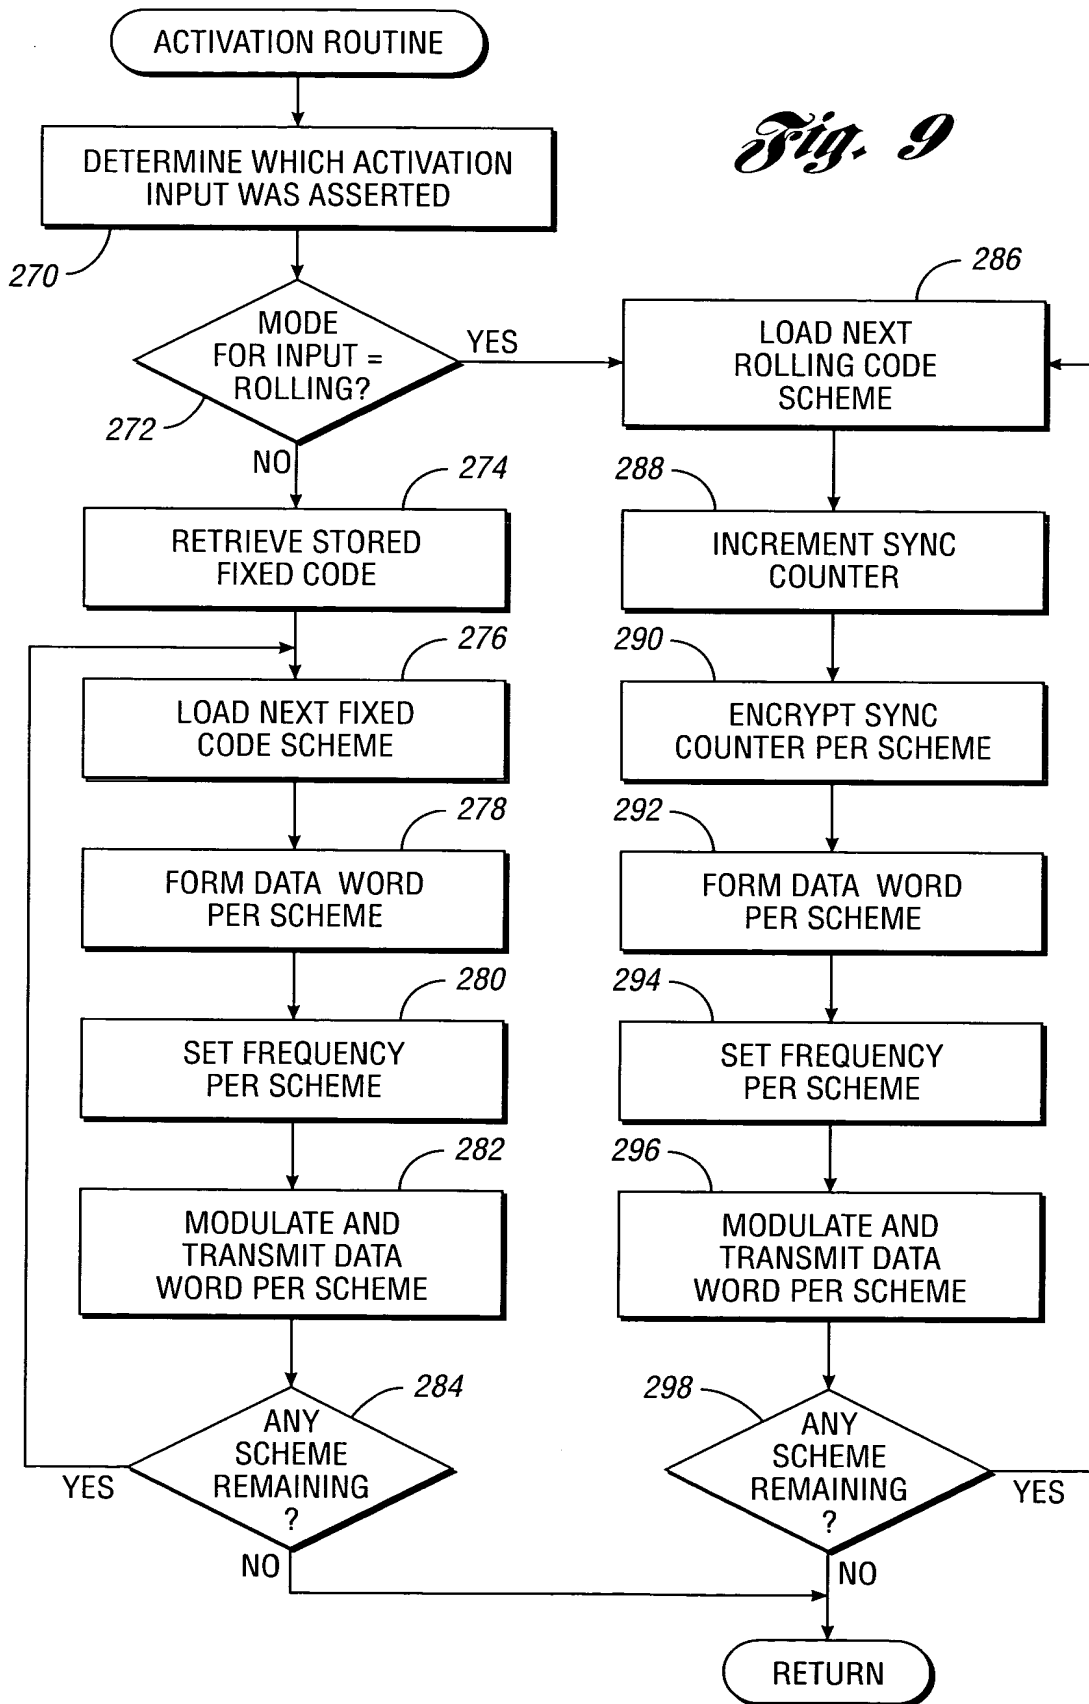 ACTIVATION ROUTINE
Fig. 9
DETERMINE WHICH ACTIVATION
INPUT WAS ASSERTED
270
MODE
FOR INPUT =
ROLLING?
272
YES
NO
286
LOAD NEXT
ROLLING CODE
SCHEME
274
RETRIEVE STORED
FIXED CODE
288
INCREMENT SYNC
COUNTER
276
LOAD NEXT FIXED
CODE SCHEME
290
ENCRYPT SYNC
COUNTER PER SCHEME
278
FORM DATA WORD
PER SCHEME
292
FORM DATA WORD
PER SCHEME
280
SET FREQUENCY
PER SCHEME
294
SET FREQUENCY
PER SCHEME
282
MODULATE AND
TRANSMIT DATA
WORD PER SCHEME
296
MODULATE AND
TRANSMIT DATA
WORD PER SCHEME
284
ANY
SCHEME
REMAINING
?
YES
NO
298
ANY
SCHEME
REMAINING
?
YES
NO
RETURN